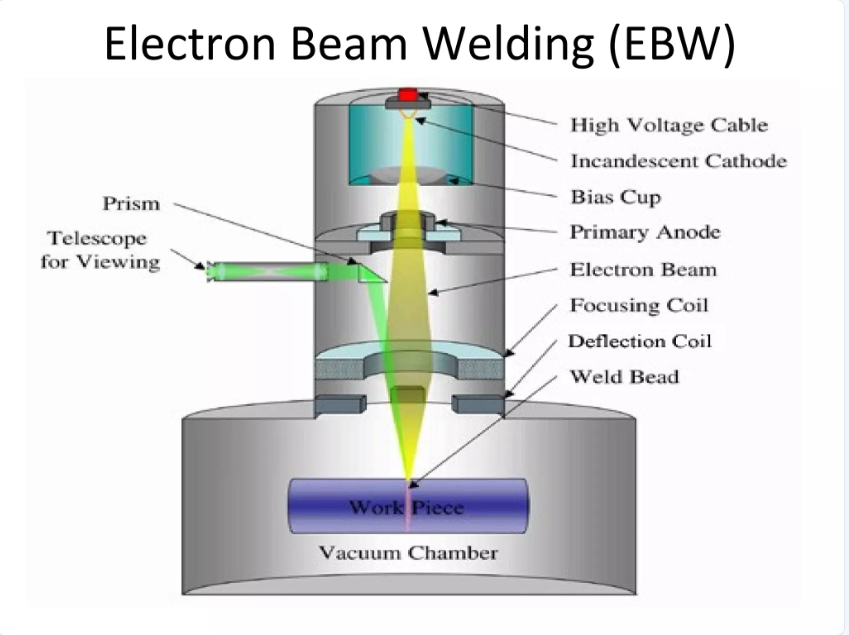 Electron Beam Welding (EBW)
High Voltage Cable
Incandescent Cathode
Bias Cup
Prism
Primary Anode
Telescope
for Viewing
Electron Beam
Focusing Coil
Deflection Coil
Weld Bead
Work Piece
Vacuum Chamber